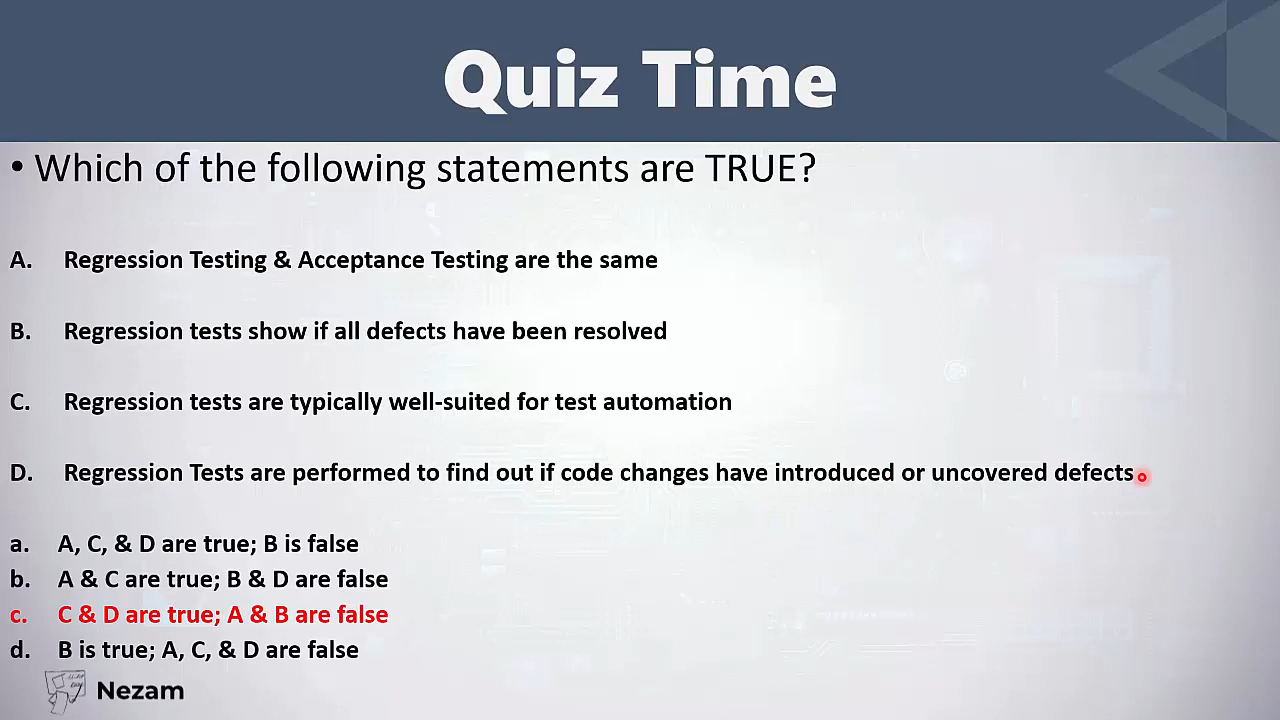 Quiz Time
• Which of the following statements are TRUE?
A. Regression Testing & Acceptance Testing are the same
B. Regression tests show if all defects have been resolved
C. Regression tests are typically well-suited for test automation
D. Regression Tests are performed to find out if code changes have introduced or uncovered defects
a. A, C, & D are true; B is false
b. A & C are true; B & D are false
c. C & D are true; A & B are false
d. B is true; A, C, & D are false
Nezam